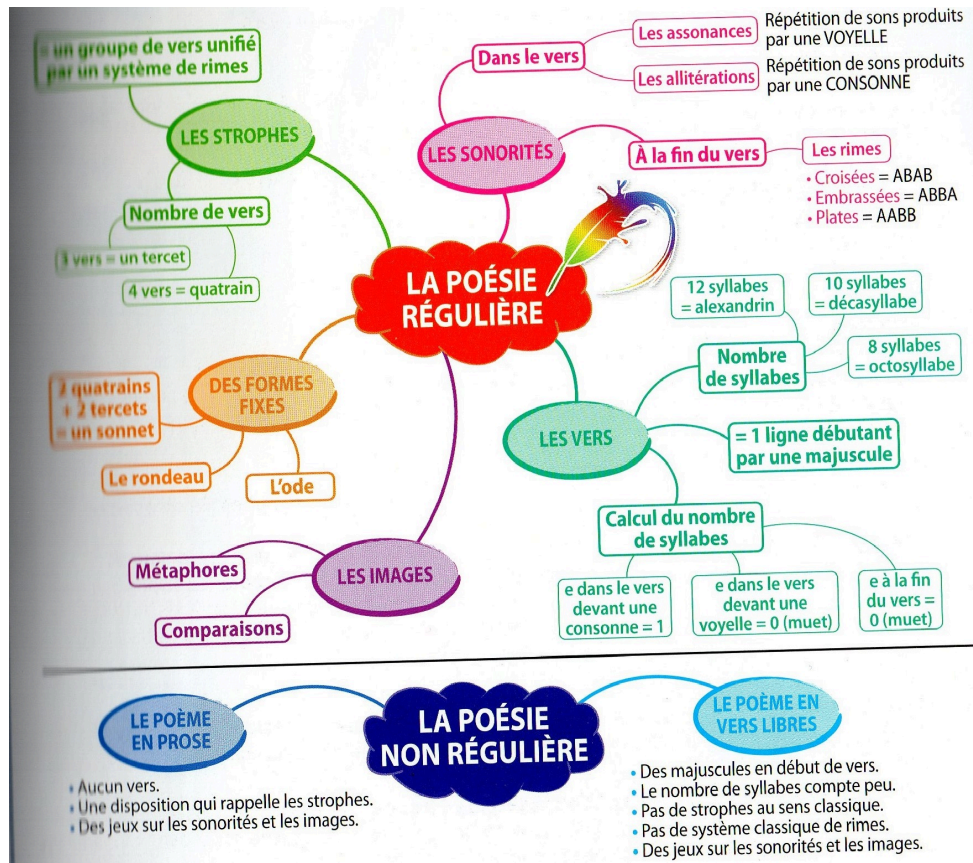 = un groupe de vers unifié
par un système de rimes
LES STROPHES
Nombre de vers
3 vers = un tercet
4 vers = quatrain
Dans le vers
Les assonances
Répétition de sons produits
par une VOYELLE
Les allitérations
Répétition de sons produits
par une CONSONNE
LES SONORITÉS
À la fin du vers
Les rimes
• Croisées = ABAB
• Embrassées = ABBA
• Plates = AABB
LA POÉSIE
RÉGULIÈRE
12 syllabes
= alexandrin
10 syllabes
= décasyllabe
8 syllabes
= octosyllabe
Nombre
de syllabes
LES VERS
= 1 ligne débutant
par une majuscule
Calcul du nombre
de syllabes
e dans le vers
devant une
consonne = 1
e dans le vers
devant une
voyelle = 0 (muet)
e à la fin
du vers =
0 (muet)
DES FORMES
FIXES
2 quatrains
+ 2 tercets
= un sonnet
Le rondeau
L'ode
LES IMAGES
Métaphores
Comparaisons
LA POÉSIE
NON RÉGULIÈRE
LE POÈME
EN PROSE
• Aucun vers.
• Une disposition qui rappelle les strophes.
• Des jeux sur les sonorités et les images.
LE POÈME EN
VERS LIBRES
• Des majuscules en début de vers.
• Le nombre de syllabes compte peu.
• Pas de strophes au sens classique.
• Pas de système classique de rimes.
• Des jeux sur les sonorités et les images.